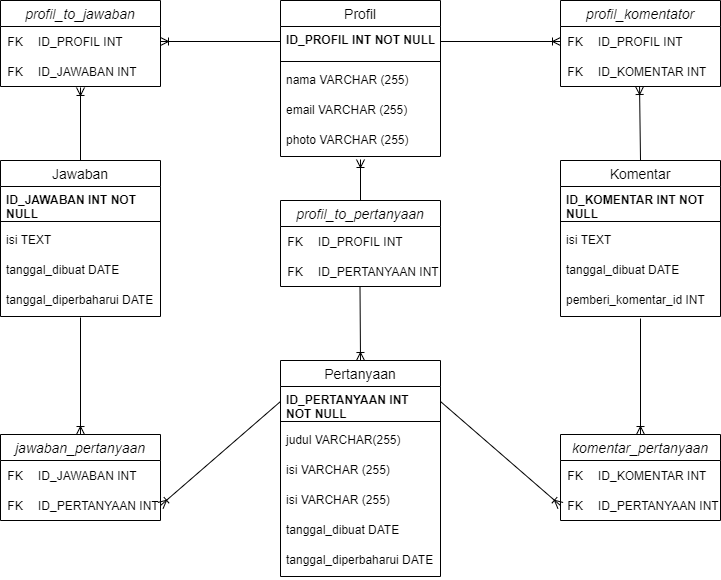 profil_to_jawaban
FK ID_PROFIL INT
FK ID_JAWABAN INT
Profil
ID_PROFIL INT NOT NULL
nama VARCHAR (255)
email VARCHAR (255)
photo VARCHAR (255)
profil_komentator
FK ID_PROFIL INT
FK ID_KOMENTAR INT
Jawaban
ID_JAWABAN INT NOT
NULL
isi TEXT
tanggal_dibuat DATE
tanggal_diperbaharui DATE
profil_to_pertanyaan
FK ID_PROFIL INT
FK ID_PERTANYAAN INT
Komentar
ID_KOMENTAR INT NOT
NULL
isi TEXT
tanggal_dibuat DATE
pemberi_komentar_id INT
jawaban_pertanyaan
FK ID_JAWABAN INT
FK ID_PERTANYAAN INT
Pertanyaan
ID_PERTANYAAN INT
NOT NULL
judul VARCHAR(255)
isi VARCHAR (255)
isi VARCHAR (255)
tanggal_dibuat DATE
tanggal_diperbaharui DATE
komentar_pertanyaan
FK ID_KOMENTAR INT
FK ID_PERTANYAAN INT